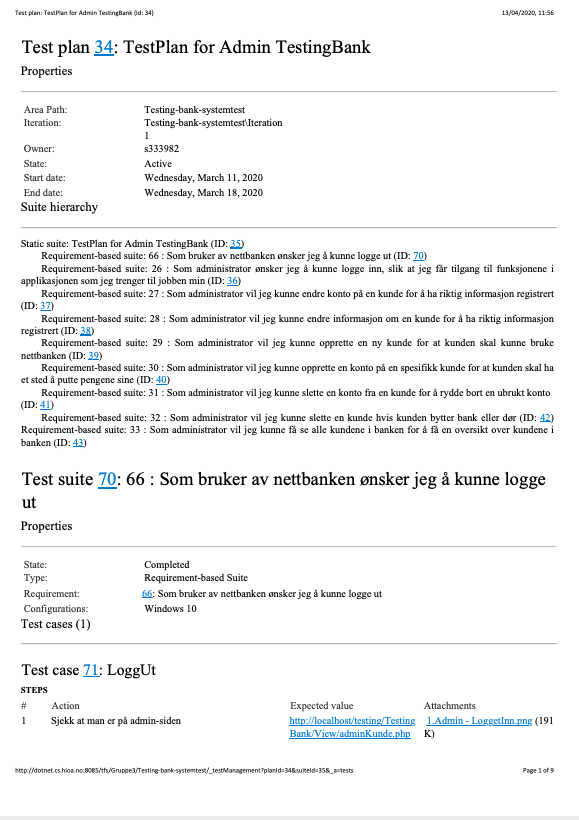 Test plan: TestPlan for Admin TestingBank (Id: 34) 13/04/2020, 11:56
Test plan 34: TestPlan for Admin TestingBank
Properties
Area Path: Testing-bank-systemtest
Iteration: Testing-bank-systemtest\Iteration
1
Owner: s333982
State: Active
Start date: Wednesday, March 11, 2020
End date: Wednesday, March 18, 2020
Suite hierarchy
Static suite: TestPlan for Admin TestingBank (ID: 35)
Requirement-based suite: 66 : Som bruker av nettbanken ønsker jeg å kunne logge ut (ID: 70)
Requirement-based suite: 26 : Som administrator ønsker jeg å kunne logge inn, slik at jeg får tilgang til funksjonene i
applikasjonen som jeg trenger til jobben min (ID: 36)
Requirement-based suite: 27 : Som administrator vil jeg kunne endre konto på en kunde for å ha riktig informasjon registrert
(ID: 37)
Requirement-based suite: 28 : Som administrator vil jeg kunne endre informasjon om en kunde for å ha riktig informasjon
registrert (ID: 38)
Requirement-based suite: 29 : Som administrator vil jeg kunne opprette en ny kunde for at kunden skal kunne bruke
nettbanken (ID: 39)
Requirement-based suite: 30 : Som administrator vil jeg kunne opprette en konto på en spesifikk kunde for at kunden skal ha
et sted å putte pengene sine (ID: 40)
Requirement-based suite: 31 : Som administrator vil jeg kunne slette en konto fra en kunde for å rydde bort en ubrukt konto
(ID: 41)
Requirement-based suite: 32 : Som administrator vil jeg kunne slette en kunde hvis kunden bytter bank eller dør (ID: 42)
Requirement-based suite: 33 : Som administrator vil jeg kunne få se alle kundene i banken for å få en oversikt over kundene i
banken (ID: 43)
Test suite 70: 66 : Som bruker av nettbanken ønsker jeg å kunne logge
ut
Properties
State: Completed
Type: Requirement-based Suite
Requirement: 66: Som bruker av nettbanken ønsker jeg å kunne logge ut
Configurations: Windows 10
Test cases (1)
Test case 71: LoggUt
STEPS
# Action Expected value Attachments
1 Sjekk at man er på admin-siden http://localhost/testing/Testing 1.Admin - LoggetInn.png (191
Bank/View/adminKunde.php K)
http://dotnet.cs.hioa.no:8085/tfs/Gruppe3/Testing-bank-systemtest/_testManagement?planId=34&suiteId=35&_a=tests Page 1 of 9